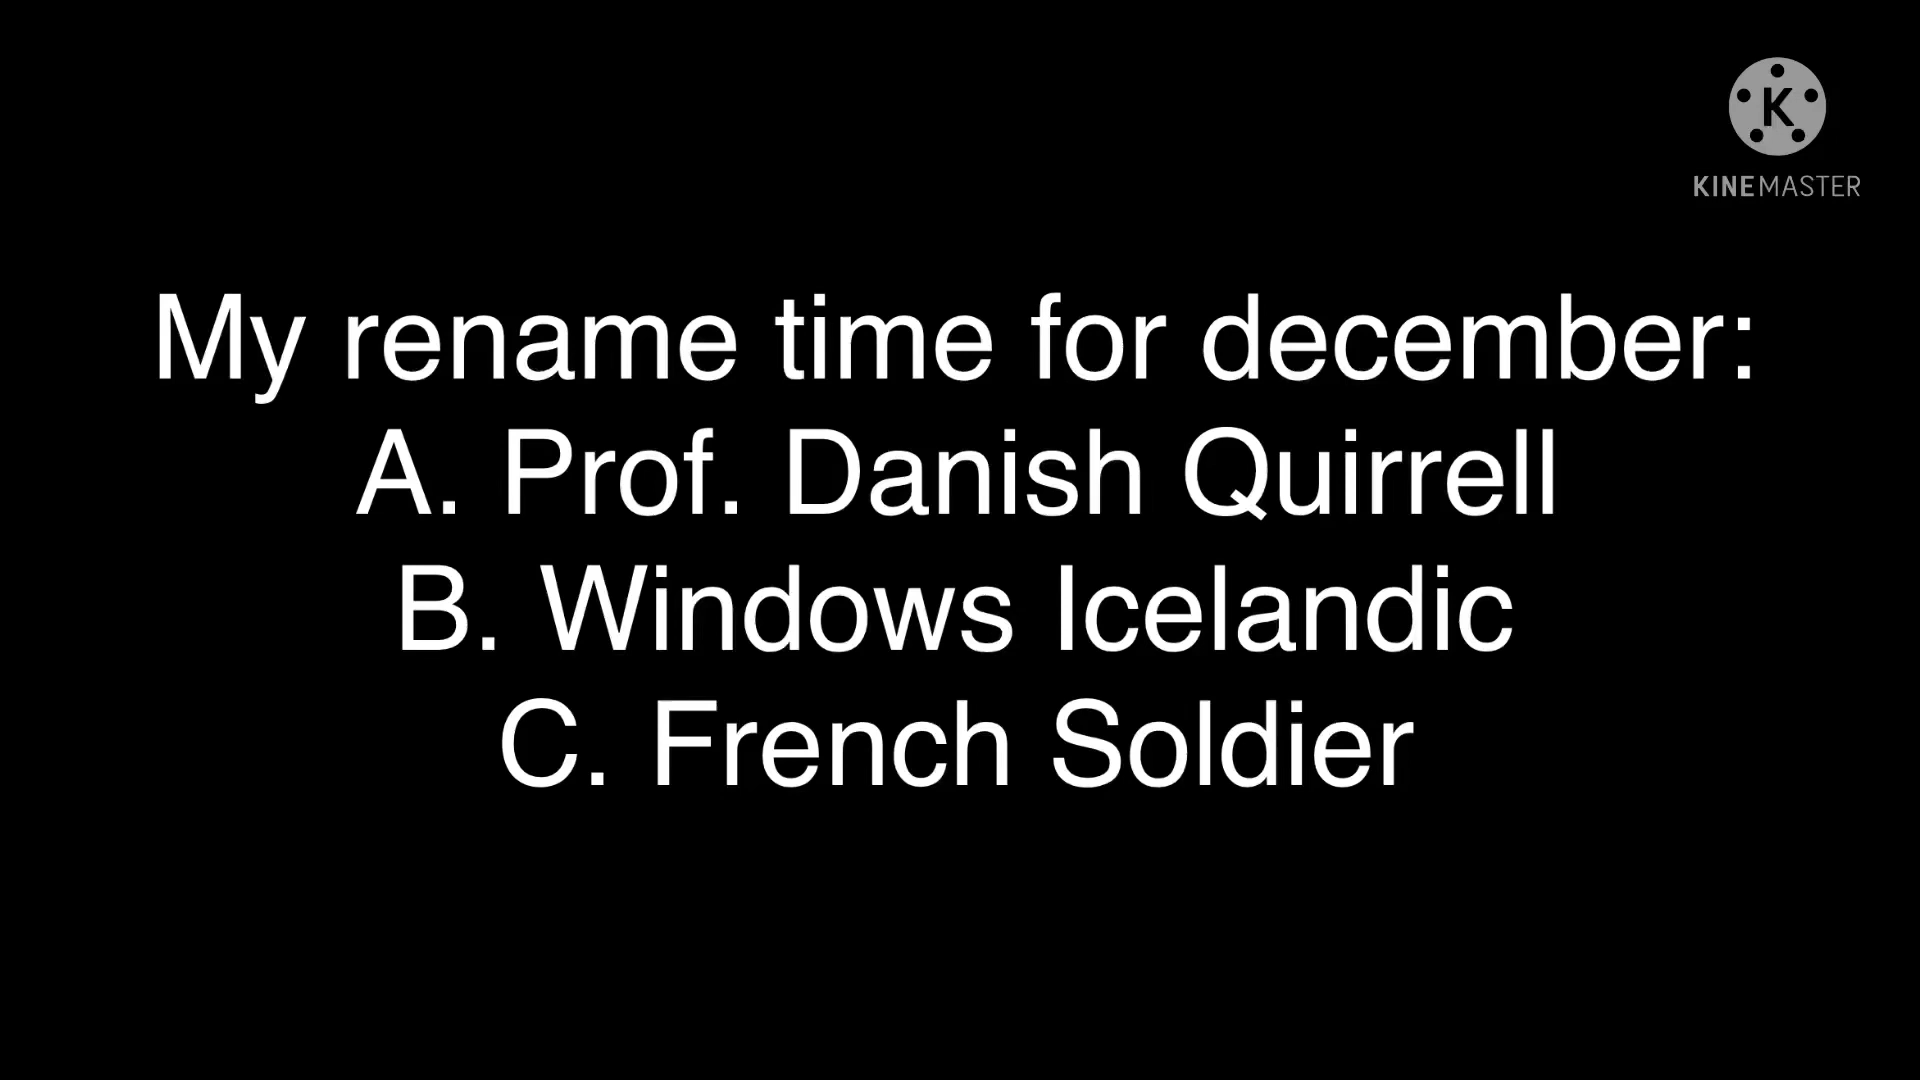 K
KINEMASTER
My rename time for december:
A. Prof. Danish Quirrell
B. Windows Icelandic
C. French Soldier